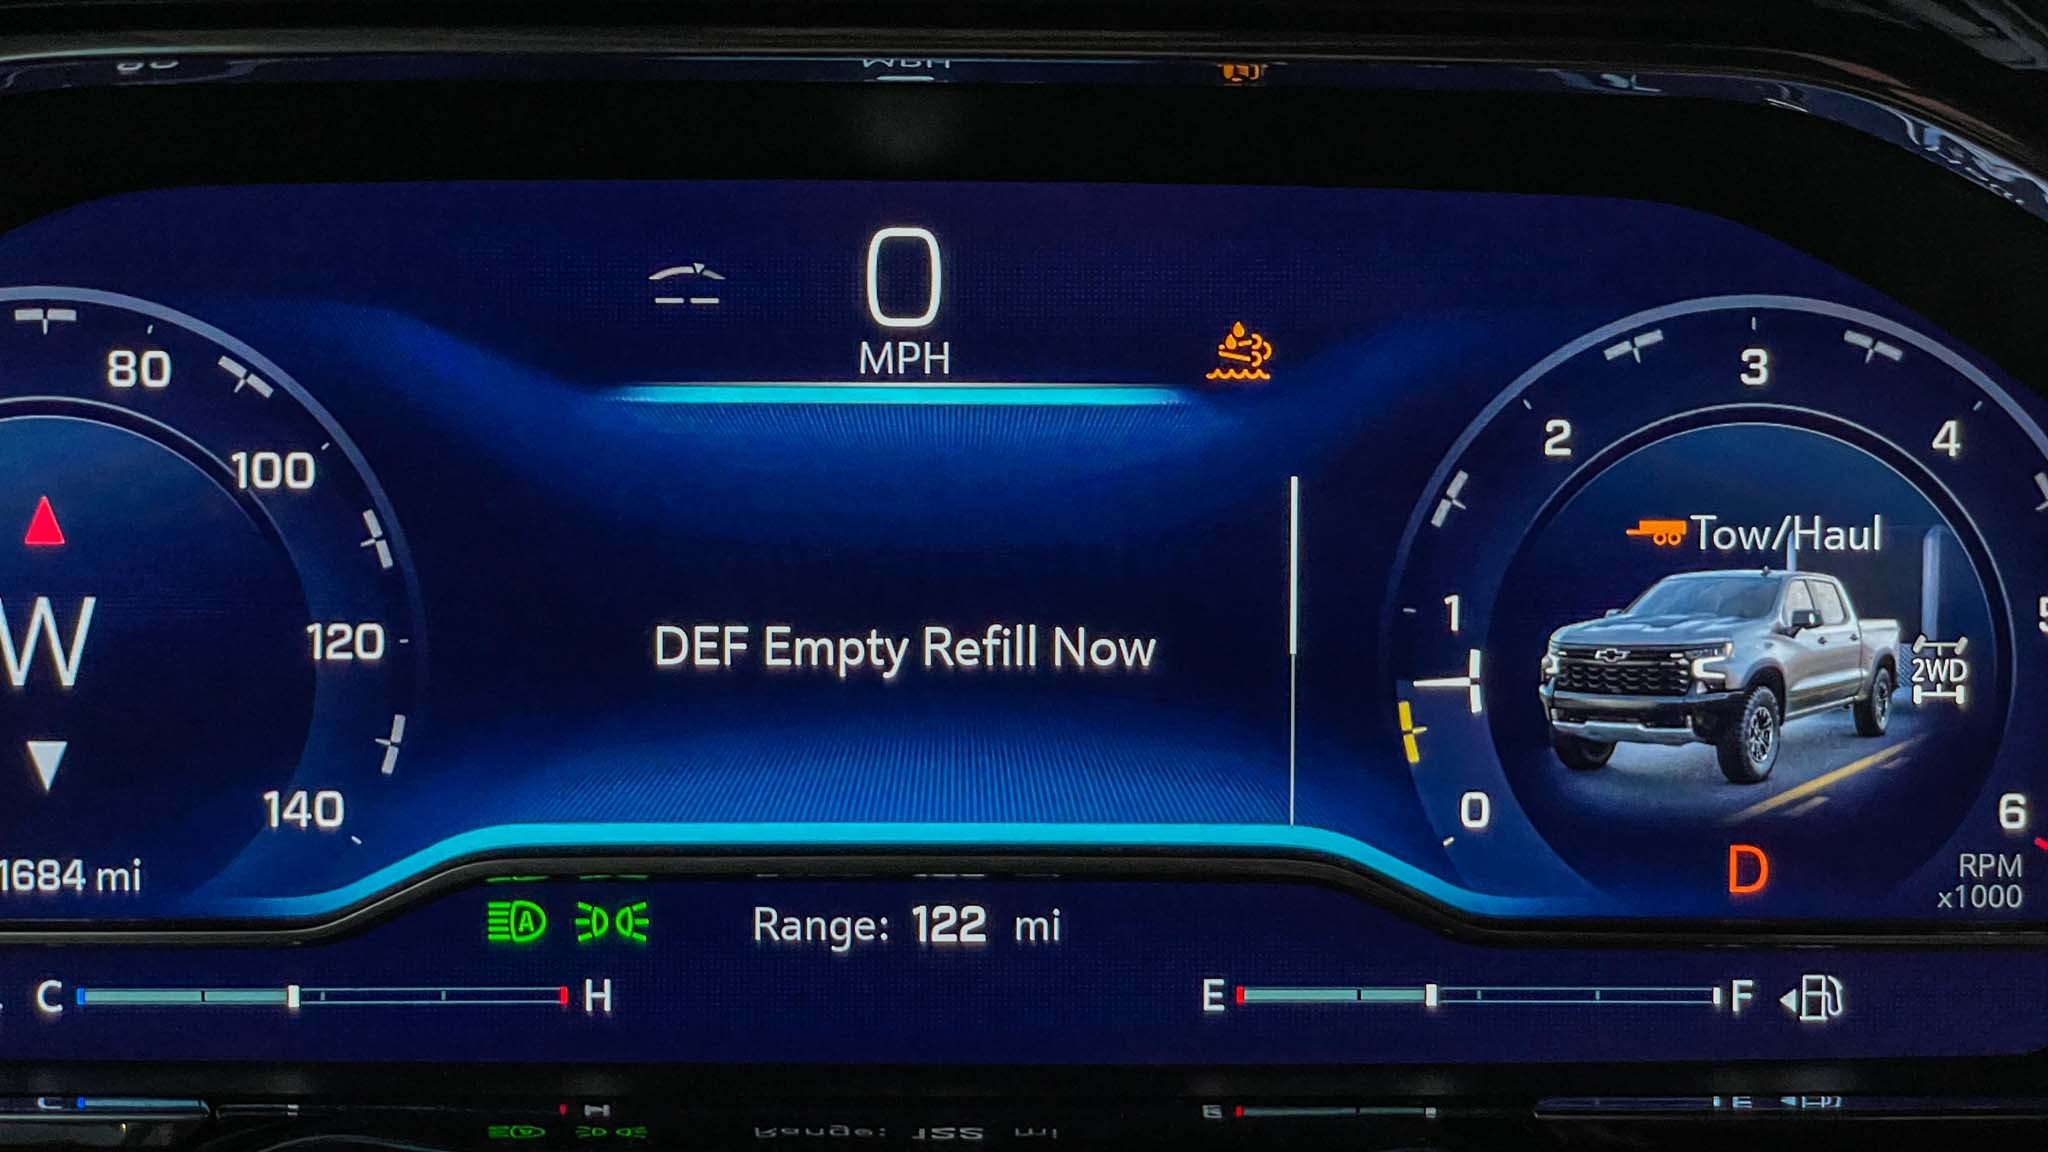 0
MPH
80
100
120
140
W
1684 mi
DEF Empty Refill Now
Tow/Haul
2WD
0
1
2
3
4
6
D
RPM
x1000
A
Range: 122 mi
C H
E F